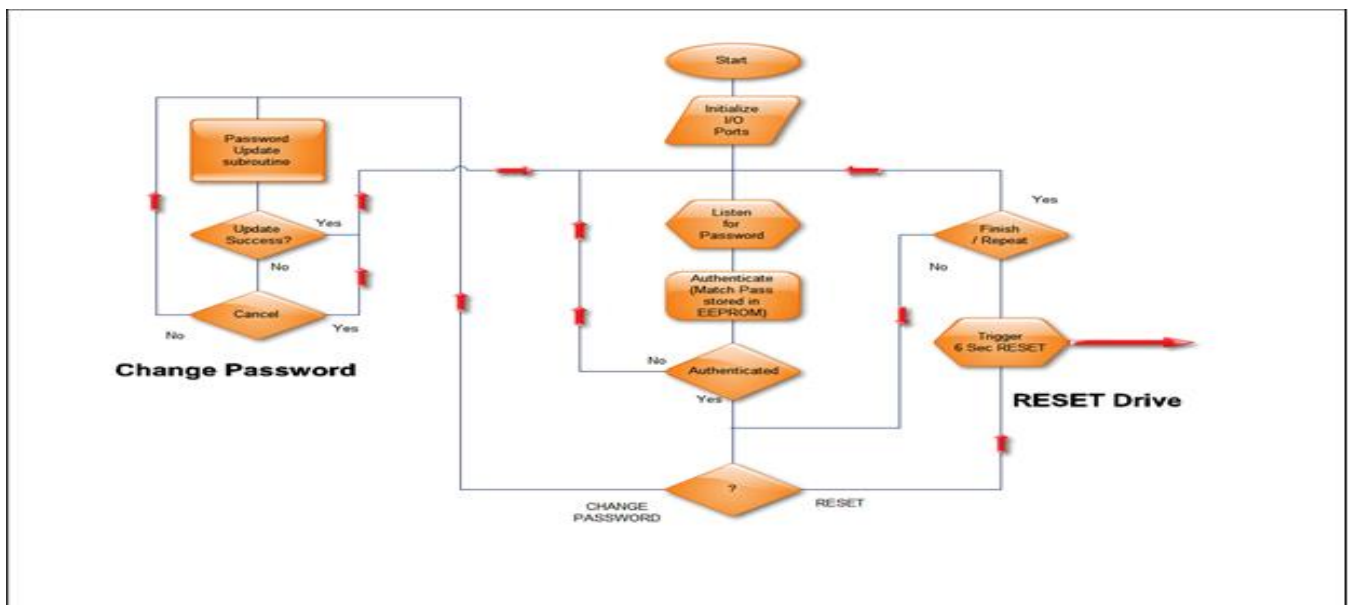 Start
Initialize
I/O
Ports
Password
Update
subroutine
Update
Success?
Yes
No
Cancel
No
Yes
Change Password
Listen
for
Password
Authenticate
(Match Pass
stored in
EEPROM)
No
Authenticated
Yes
?
CHANGE
PASSWORD
RESET
Yes
Finish
/ Repeat
No
Trigger
6 Sec RESET
RESET Drive